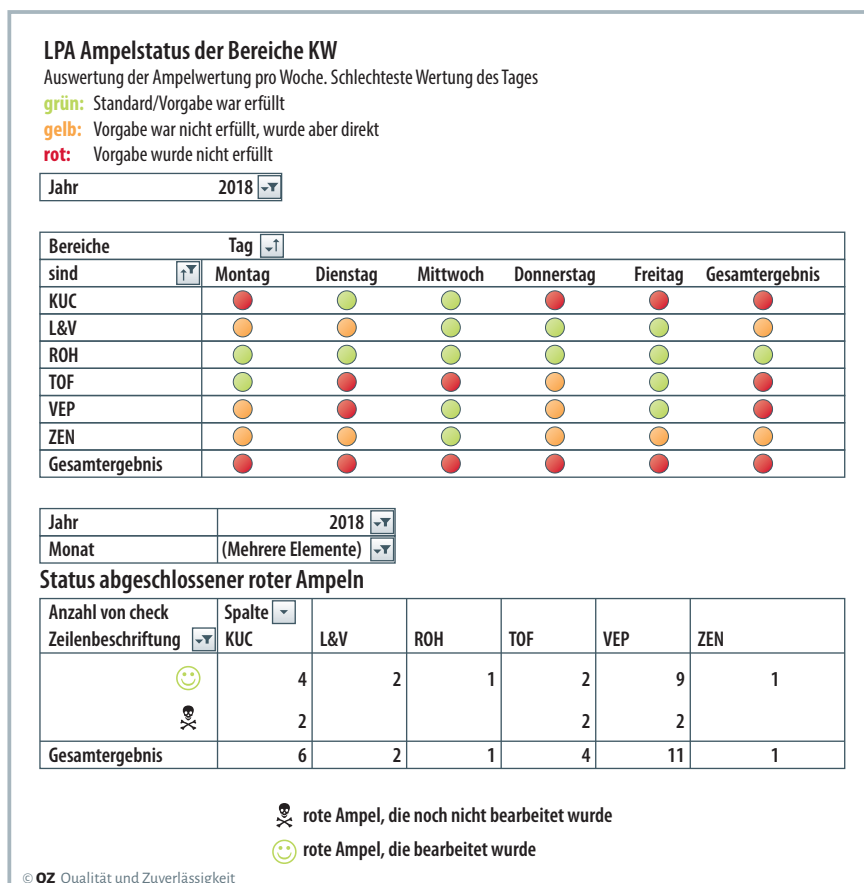 LPA Ampelstatus der Bereiche KW
Auswertung der Ampelwertung pro Woche. Schlechteste Wertung des Tages
grün: Standard/Vorgabe war erfüllt
gelb: Vorgabe war nicht erfüllt, wurde aber direkt
rot: Vorgabe wurde nicht erfüllt
Jahr 2018
Bereiche Tag
sind Montag Dienstag Mittwoch Donnerstag Freitag Gesamtergebnis
KUC
L&V
ROH
TOF
VEP
ZEN
Gesamtergebnis
Jahr 2018
Monat (Mehrere Elemente)
Status abgeschlossener roter Ampeln
Anzahl von check Spalte
Zeilenbeschriftung KUC L&V ROH TOF VEP ZEN
4 2 1 2 9 1
2 2 2
Gesamtergebnis 6 2 1 4 11 1
rote Ampel, die noch nicht bearbeitet wurde
rote Ampel, die bearbeitet wurde
© QZ Qualität und Zuverlässigkeit